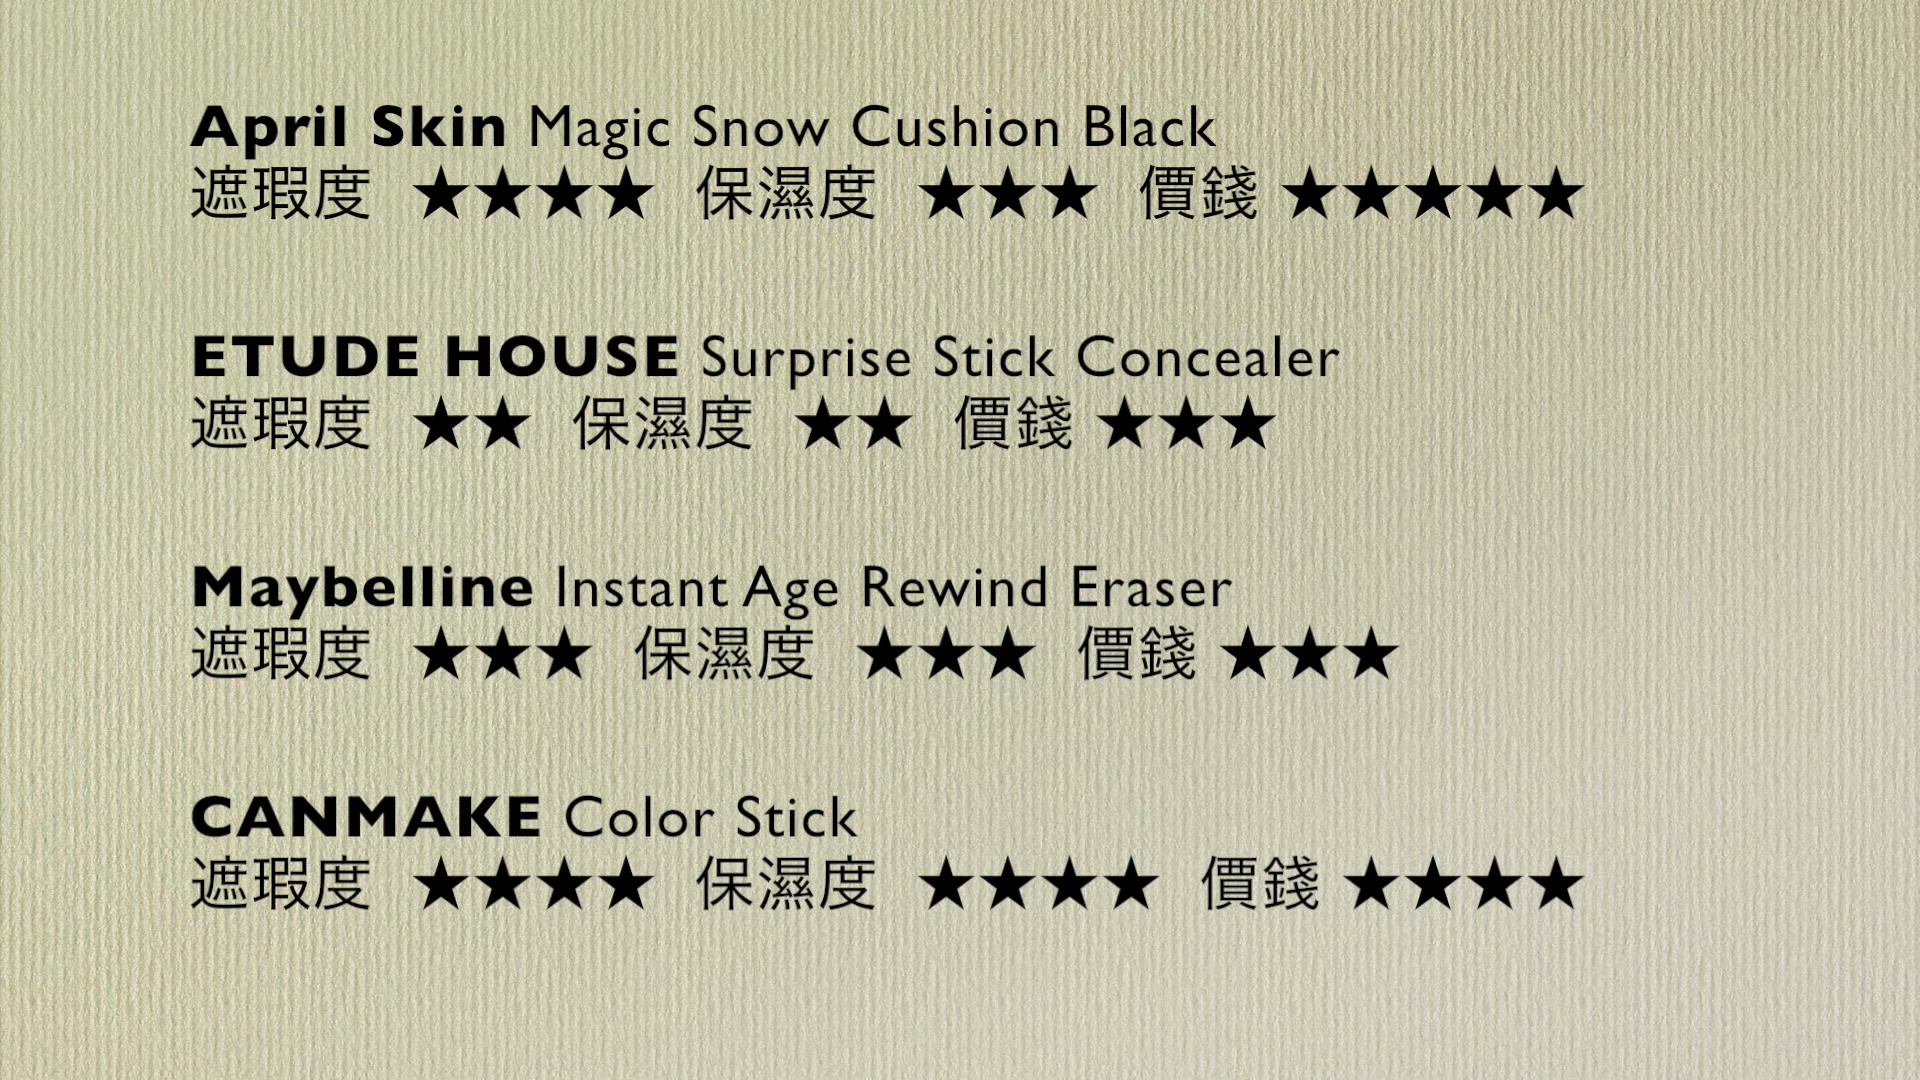 April Skin Magic Snow Cushion Black
遮瑕度 ★★★★ 保濕度 ★★★ 價錢 ★★★★★
ETUDE HOUSE Surprise Stick Concealer
遮瑕度 ★★ 保濕度 ★★ 價錢 ★★★
Maybelline Instant Age Rewind Eraser
遮瑕度 ★★★ 保濕度 ★★★ 價錢 ★★★
CANMAKE Color Stick
遮瑕度 ★★★★ 保濕度 ★★★★ 價錢 ★★★★